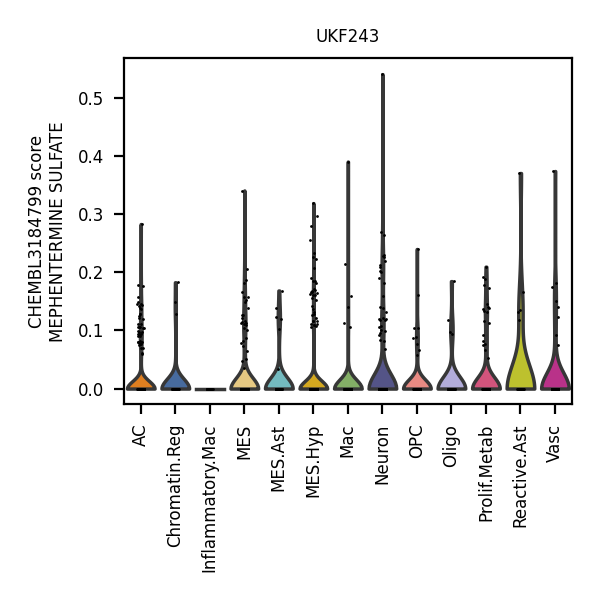 UKF243
CHEMBL3184799 score
MEPHENTERMINE SULFATE
0.5
0.4
0.3
0.2
0.1
0.0
AC
Chromatin.Reg
Inflammatory.Mac
MES
MES.Ast
MES.Hyp
Mac
Neuron
OPC
Oligo
Prolif.Metab
Reactive.Ast
Vasc